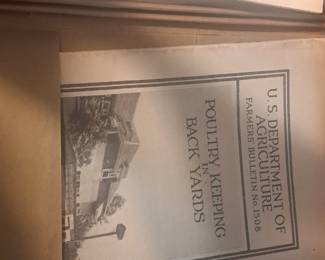 U. S. DEPARTMENT OF
AGRICULTURE
FARMERS' BULLETIN No. 1508
POULTRY KEEPING
IN
BACK YARDS